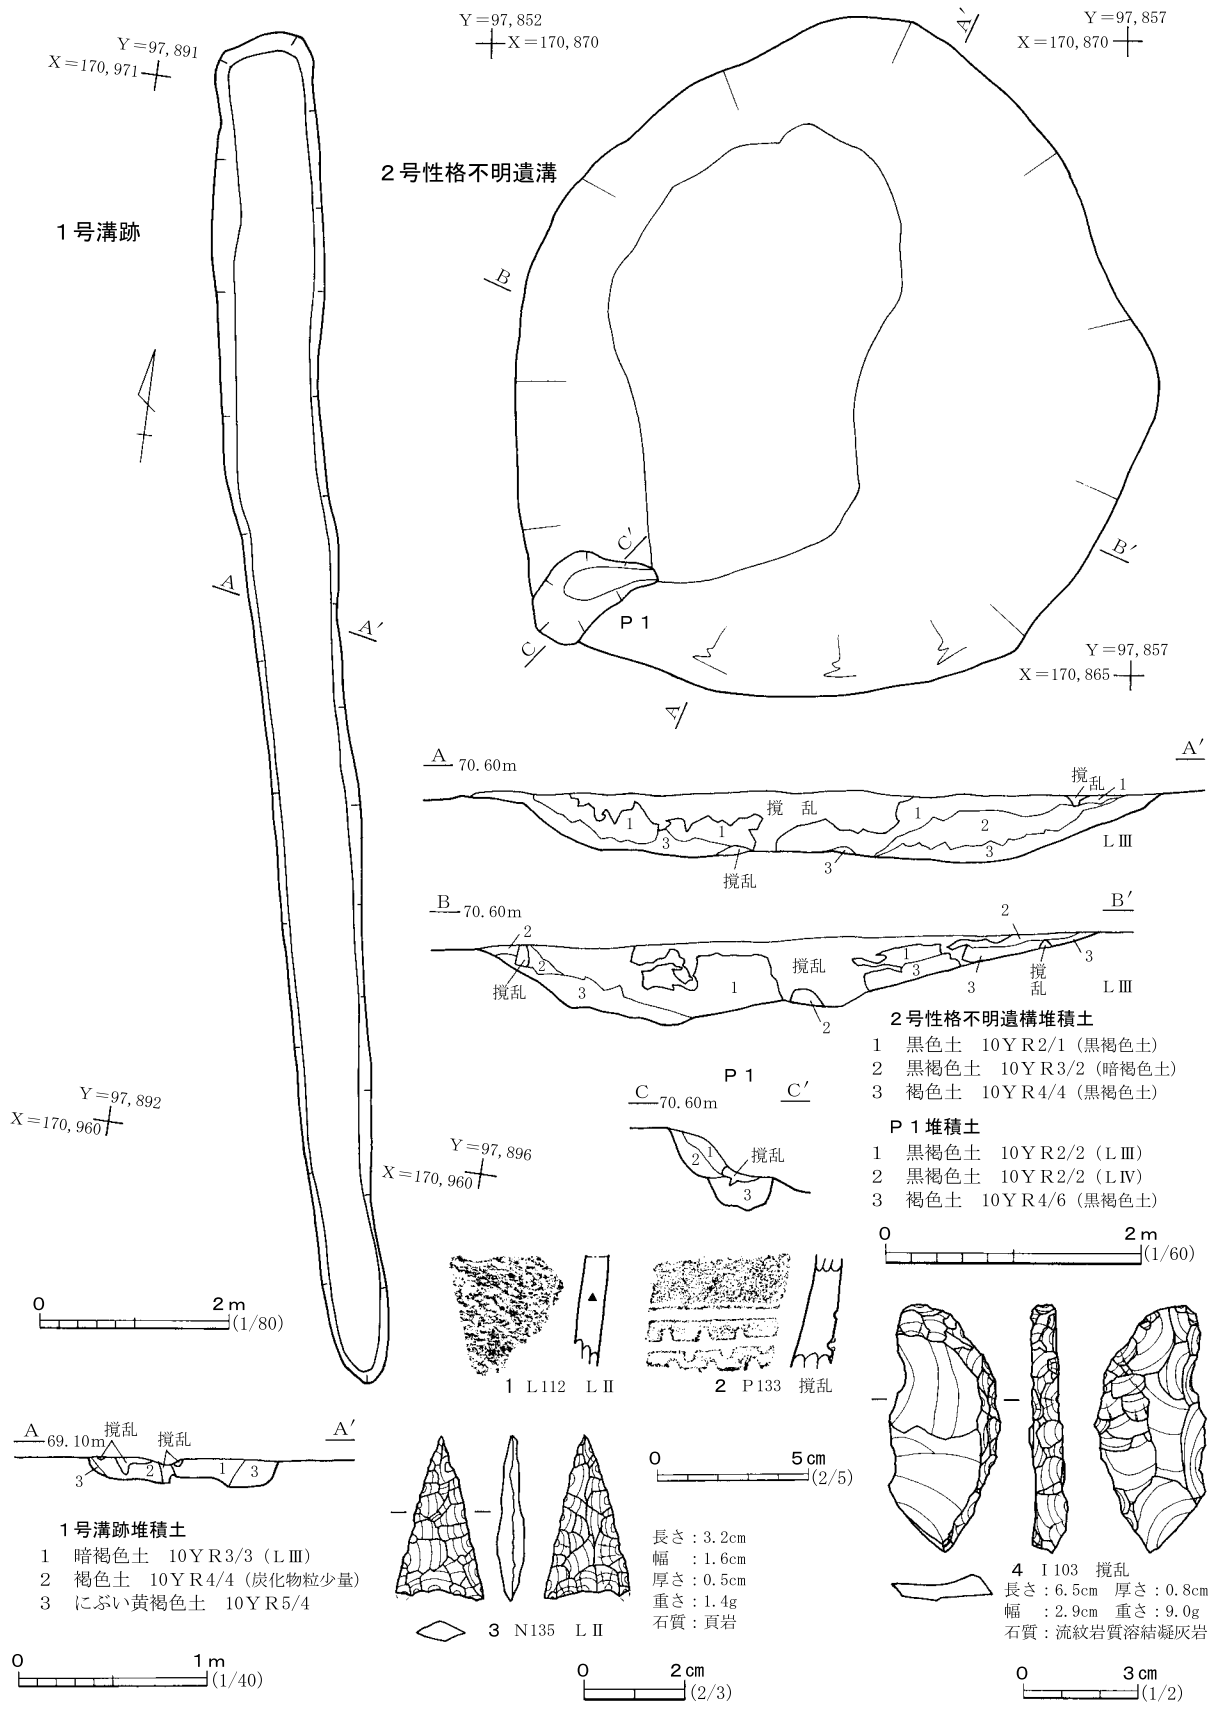 Y＝97,891
X＝170,971
1号溝跡
A
A′
Y＝97,892
X＝170,960
Y＝97,896
X＝170,960
0 2m
(1/80)
A 69.10m 撹乱 撹乱 A′
3 2 1 3
1号溝跡堆積土
1 暗褐色土 10YR3/3（LⅢ）
2 褐色土 10YR4/4（炭化物粒少量）
3 にぶい黄褐色土 10YR5/4
0 1m
(1/40)
Y＝97,852
X＝170,870
Y＝97,857
X＝170,870
2号性格不明遺溝
A′
B
B′
C′
C
P1
A
Y＝97,857
X＝170,865
A 70.60m A′
撹乱 1
撹 乱
1 1 1 2
3 3 3
撹乱
LⅢ
B 70.60m B′
2 2
撹乱 2 3 1 撹乱 1 3 3 撹乱 3
2
LⅢ
2号性格不明遺構堆積土
1 黒色土 10YR2/1（黒褐色土）
2 黒褐色土 10YR3/2（暗褐色土）
3 褐色土 10YR4/4（黒褐色土）
P1
C 70.60m C′
1 撹乱
2
3
P1堆積土
1 黒褐色土 10YR2/2（LⅢ）
2 黒褐色土 10YR2/2（LⅣ）
3 褐色土 10YR4/6（黒褐色土）
0 2m
(1/60)
1 L112 LⅡ
2 P133 撹乱
0 5cm
(2/5)
長さ：3.2cm
幅 ：1.6cm
厚さ：0.5cm
重さ：1.4g
石質：頁岩
3 N135 LⅡ
0 2cm
(2/3)
4 I103 撹乱
長さ：6.5cm 厚さ：0.8cm
幅 ：2.9cm 重さ：9.0g
石質：流紋岩質溶結凝灰岩
0 3cm
(1/2)